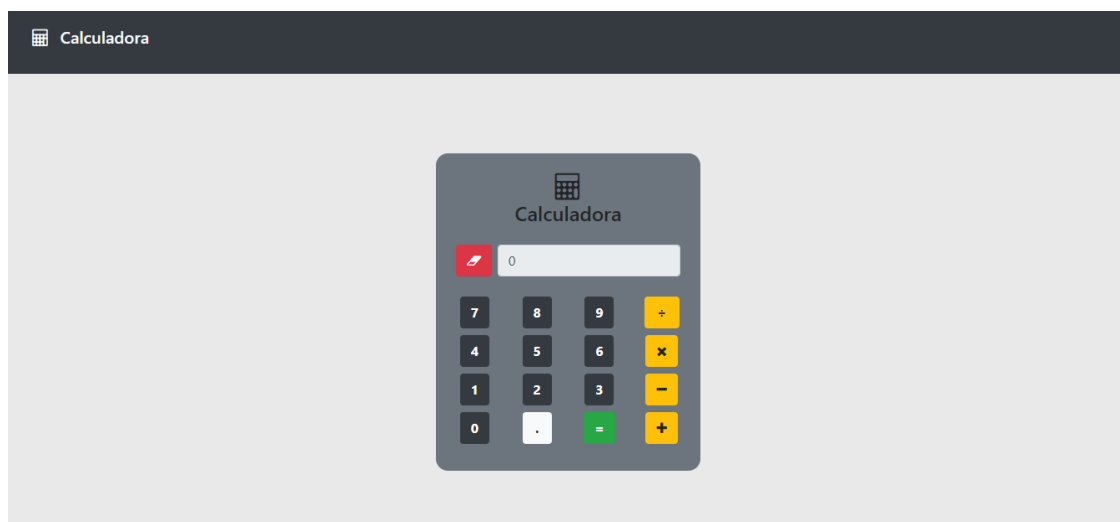 Calculadora
Calculadora
0
7 8 9 ÷
4 5 6 ×
1 2 3 −
0 . = +